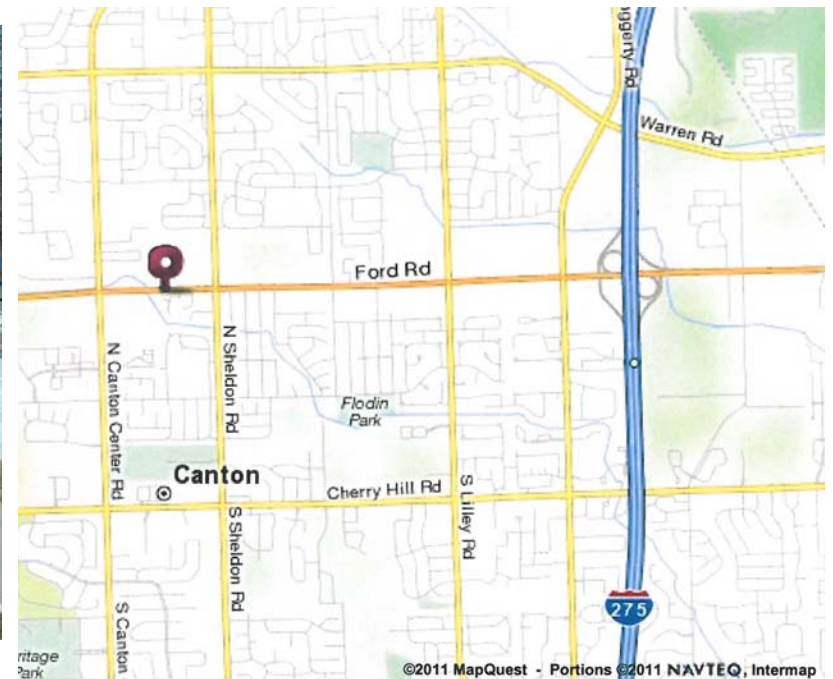 aggerty Rd
Warren Rd
Ford Rd
N Sheldon Rd
N Canton Center Rd
Flodin
Park
Canton
Cherry Hill Rd
S Lilley Rd
S Sheldon Rd
275
S Canton
ritage
Park
©2011 MapQuest - Portions ©2011 NAVTEQ, Intermap